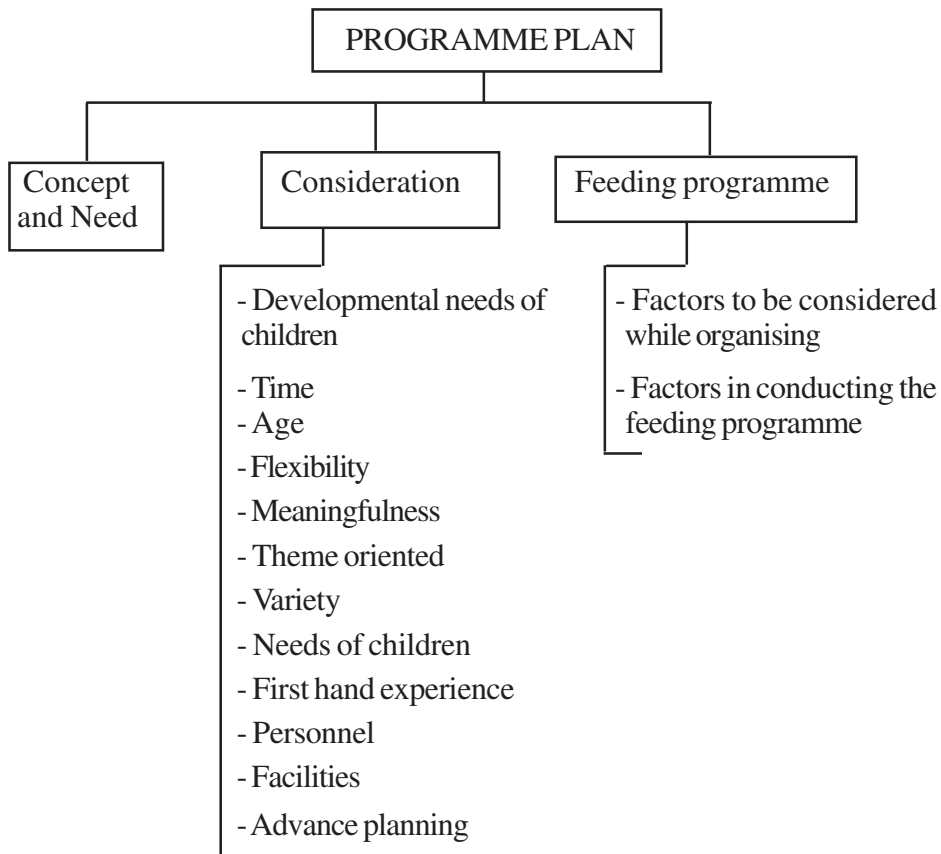 PROGRAMME PLAN
Concept
and Need
Consideration
Feeding programme
- Developmental needs of
children
- Time
- Age
- Flexibility
- Meaningfulness
- Theme oriented
- Variety
- Needs of children
- First hand experience
- Personnel
- Facilities
- Advance planning
- Factors to be considered
while organising
- Factors in conducting the
feeding programme